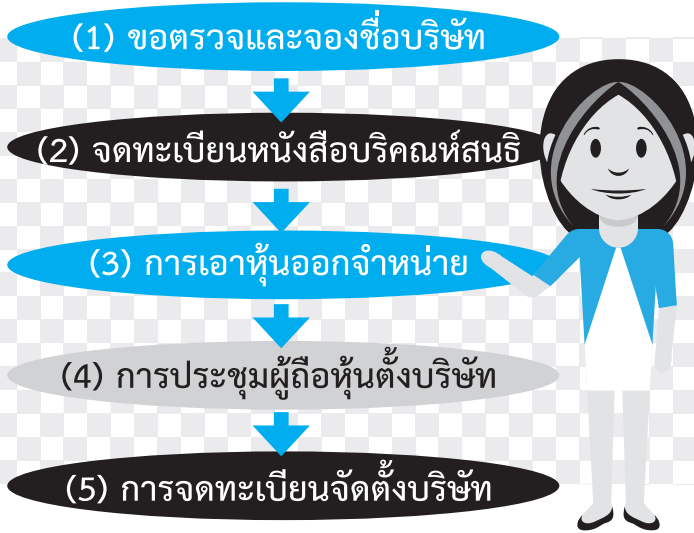 (1) ขอตรวจและจองชื่อบริษัท
(2) จดทะเบียนหนังสือบริคณห์สนธิ
(3) การเอาหุ้นออกจำหน่าย
(4) การประชุมผู้ถือหุ้นตั้งบริษัท
(5) การจดทะเบียนจัดตั้งบริษัท